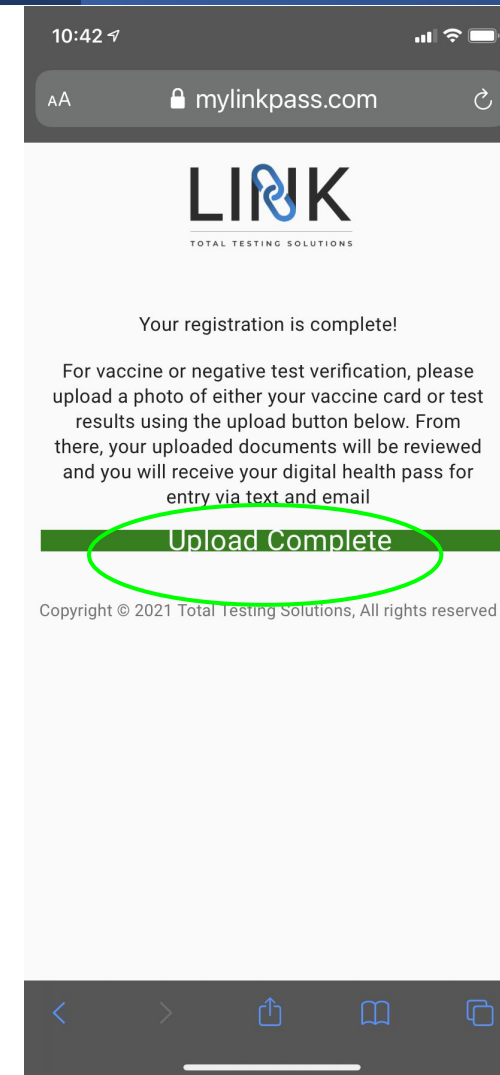 10:42
AA mylinkpass.com
LINK
TOTAL TESTING SOLUTIONS
Your registration is complete!
For vaccine or negative test verification, please
upload a photo of either your vaccine card or test
results using the upload button below. From
there, your uploaded documents will be reviewed
and you will receive your digital health pass for
entry via text and email
Upload Complete
Copyright © 2021 Total Testing Solutions, All rights reserved